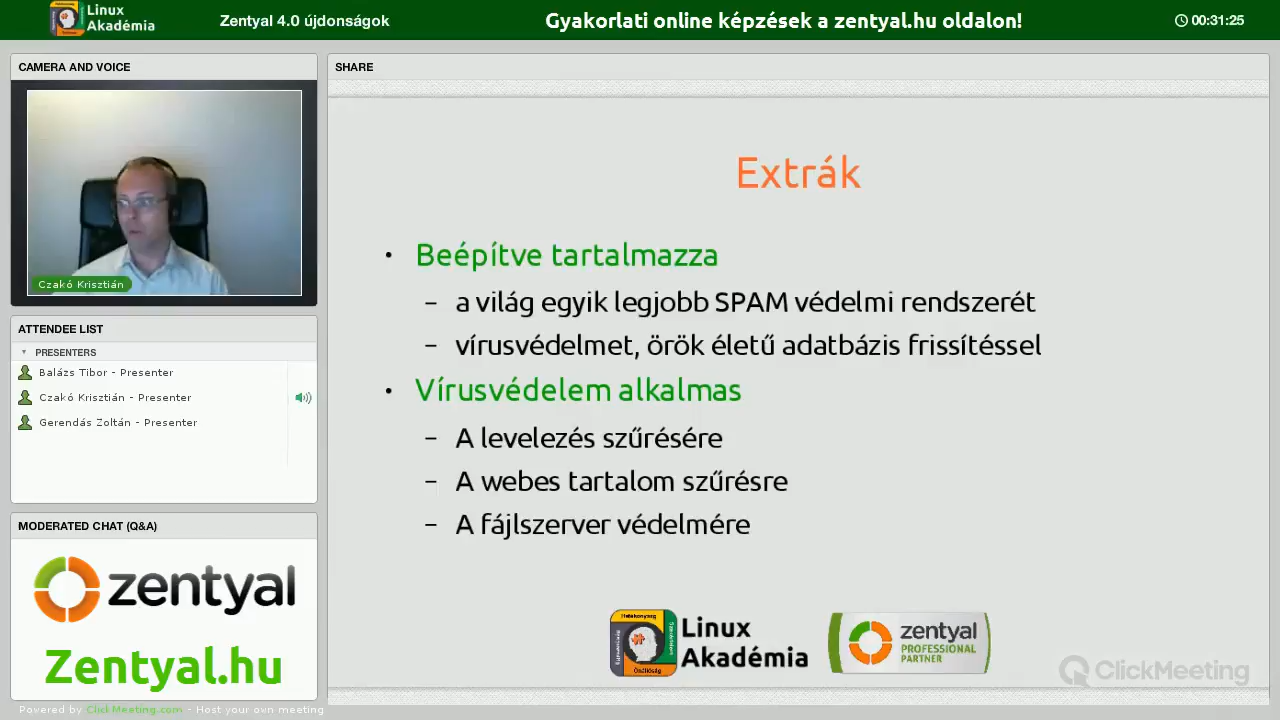 Linux
Akadémia
Zentyal 4.0 újdonságok
Gyakorlati online képzések a zentyal.hu oldalon!
00:31:25
CAMERA AND VOICE
Czakó Krisztián
ATTENDEE LIST
PRESENTERS
Balázs Tibor - Presenter
Czakó Krisztián - Presenter
Gerendás Zoltán - Presenter
MODERATED CHAT (Q&A)
zentyal
Zentyal.hu
Powered by ClickMeeting.com - Host your own meeting
SHARE
Extrák
• Beépítve tartalmazza
– a világ egyik legjobb SPAM védelmi rendszerét
– vírusvédelmet, örök életű adatbázis frissítéssel
• Vírusvédelem alkalmas
– A levelezés szűrésére
– A webes tartalom szűrésre
– A fájlszerver védelmére
Hatékonyság
Linux
Akadémia
zentyal
PROFESSIONAL
PARTNER
ClickMeeting